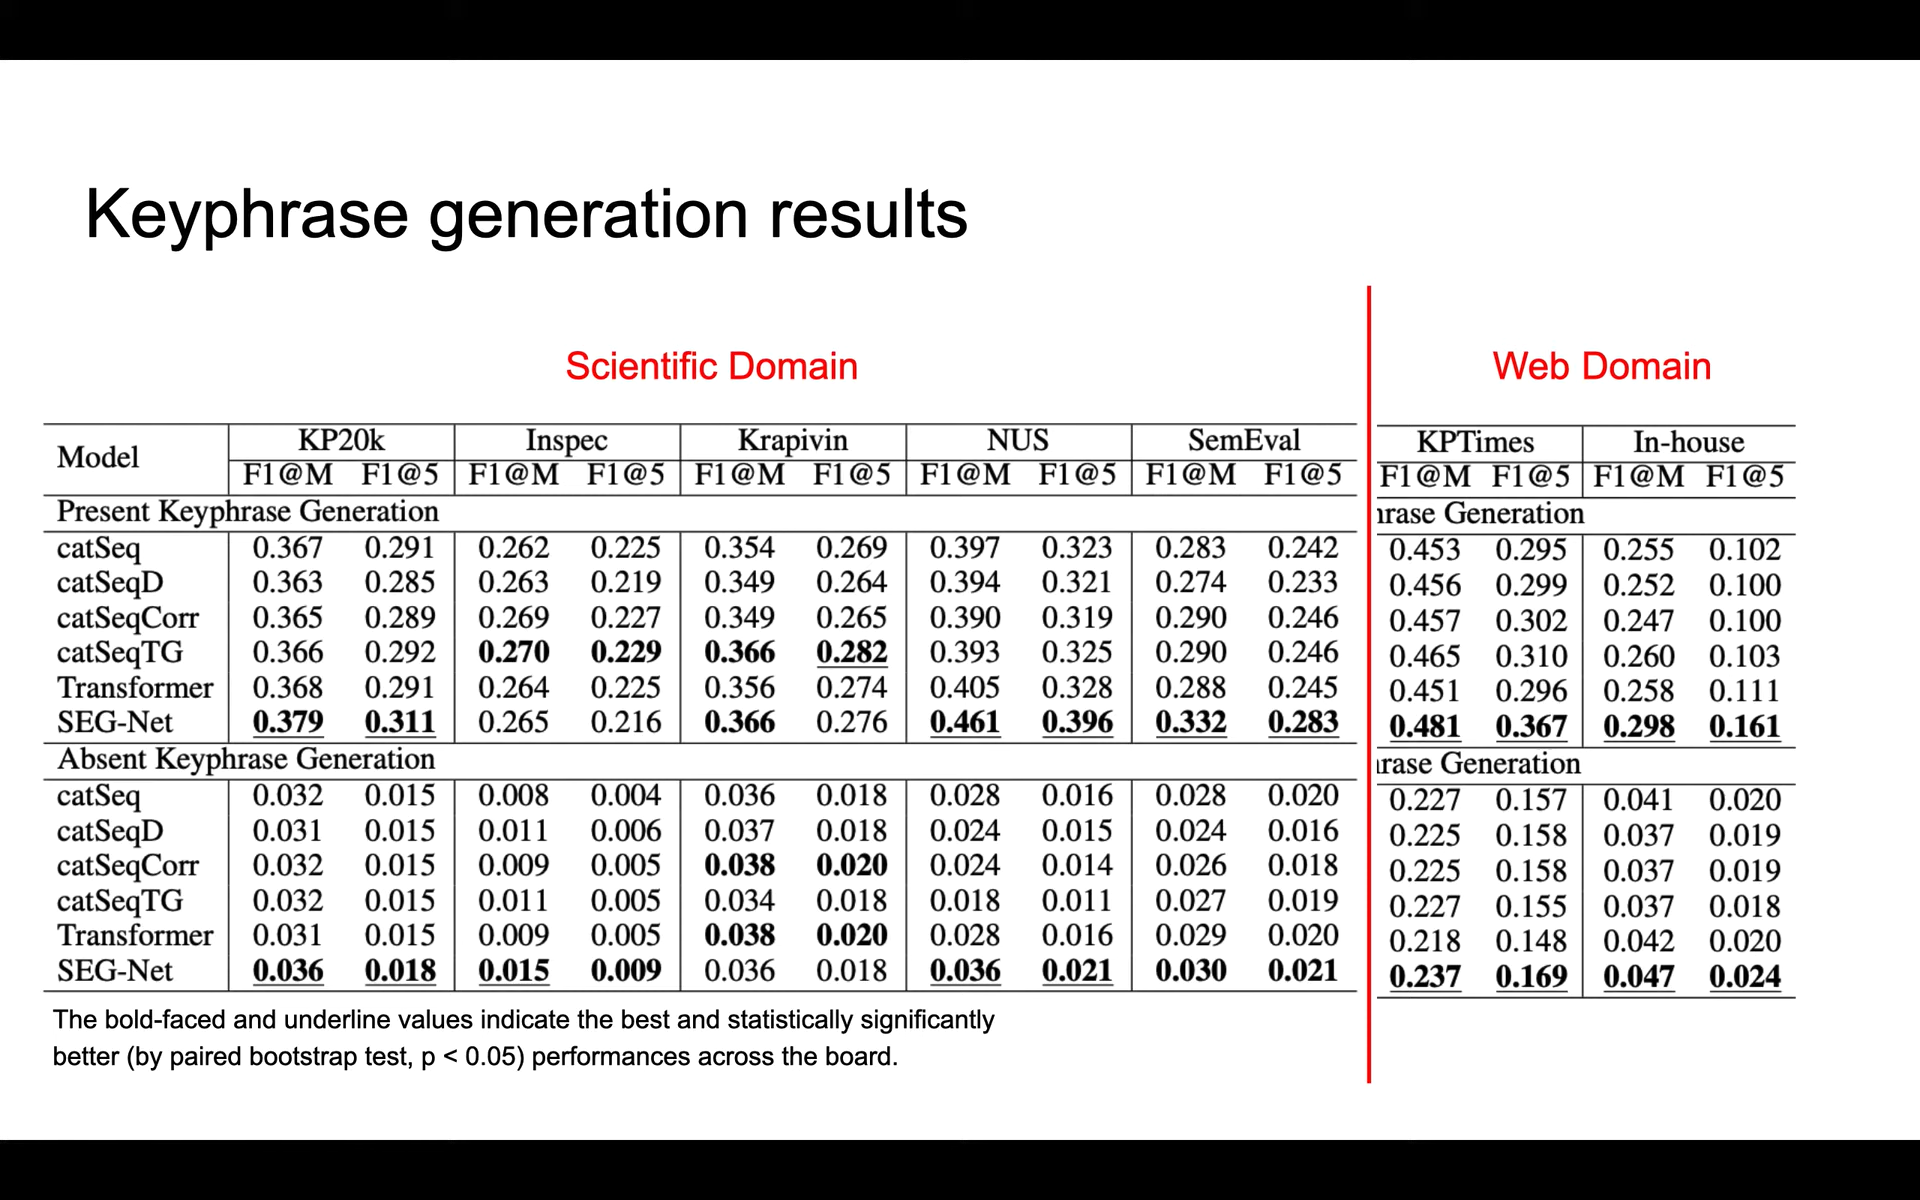 Keyphrase generation results
Scientific Domain
Web Domain
Model KP20k Inspec Krapivin NUS SemEval KPTimes In-house
F1@M F1@5 F1@M F1@5 F1@M F1@5 F1@M F1@5 F1@M F1@5 F1@M F1@5 F1@M F1@5
Present Keyphrase Generation rase Generation
catSeq 0.367 0.291 0.262 0.225 0.354 0.269 0.397 0.323 0.283 0.242 0.453 0.295 0.255 0.102
catSeqD 0.363 0.285 0.263 0.219 0.349 0.264 0.394 0.321 0.274 0.233 0.456 0.299 0.252 0.100
catSeqCorr 0.365 0.289 0.269 0.227 0.349 0.265 0.390 0.319 0.290 0.246 0.457 0.302 0.247 0.100
catSeqTG 0.366 0.292 0.270 0.229 0.366 0.282 0.393 0.325 0.290 0.246 0.465 0.310 0.260 0.103
Transformer 0.368 0.291 0.264 0.225 0.356 0.274 0.405 0.328 0.288 0.245 0.451 0.296 0.258 0.111
SEG-Net 0.379 0.311 0.265 0.216 0.366 0.276 0.461 0.396 0.332 0.283 0.481 0.367 0.298 0.161
Absent Keyphrase Generation rase Generation
catSeq 0.032 0.015 0.008 0.004 0.036 0.018 0.028 0.016 0.028 0.020 0.227 0.157 0.041 0.020
catSeqD 0.031 0.015 0.011 0.006 0.037 0.018 0.024 0.015 0.024 0.016 0.225 0.158 0.037 0.019
catSeqCorr 0.032 0.015 0.009 0.005 0.038 0.020 0.024 0.014 0.026 0.018 0.225 0.158 0.037 0.019
catSeqTG 0.032 0.015 0.011 0.005 0.034 0.018 0.018 0.011 0.027 0.019 0.227 0.155 0.037 0.018
Transformer 0.031 0.015 0.009 0.005 0.038 0.020 0.028 0.016 0.029 0.020 0.218 0.148 0.042 0.020
SEG-Net 0.036 0.018 0.015 0.009 0.036 0.018 0.036 0.021 0.030 0.021 0.237 0.169 0.047 0.024
The bold-faced and underline values indicate the best and statistically significantly
better (by paired bootstrap test, p < 0.05) performances across the board.